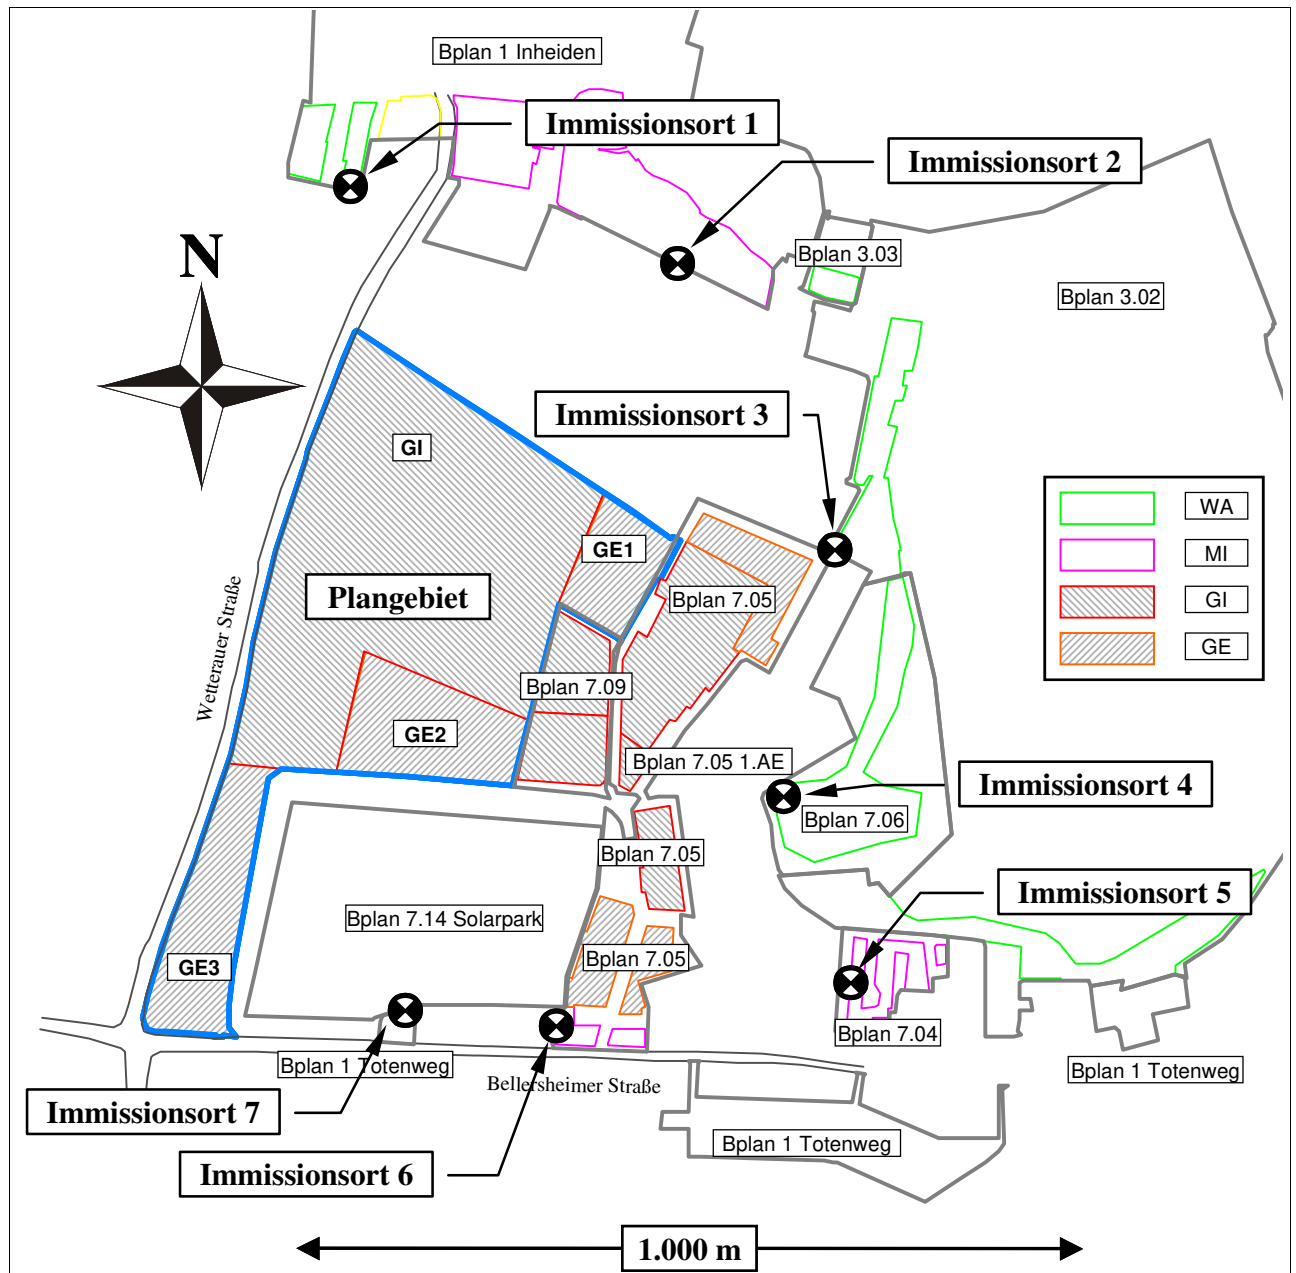 Bplan 1 Inheiden
Immissionsort 1
Immissionsort 2
N
Bplan 3.03
Bplan 3.02
Immissionsort 3
GI
WA
MI
GI
GE
GE1
Plangebiet
Bplan 7.05
Wetterauer Straße
Bplan 7.09
GE2
Bplan 7.05 1.AE
Immissionsort 4
Bplan 7.06
Bplan 7.05
Immissionsort 5
Bplan 7.14 Solarpark
Bplan 7.05
GE3
Bplan 7.04
Bplan 1 Totenweg
Bplan 1 Totenweg
Bellersheimer Straße
Immissionsort 7
Bplan 1 Totenweg
Immissionsort 6
1.000 m